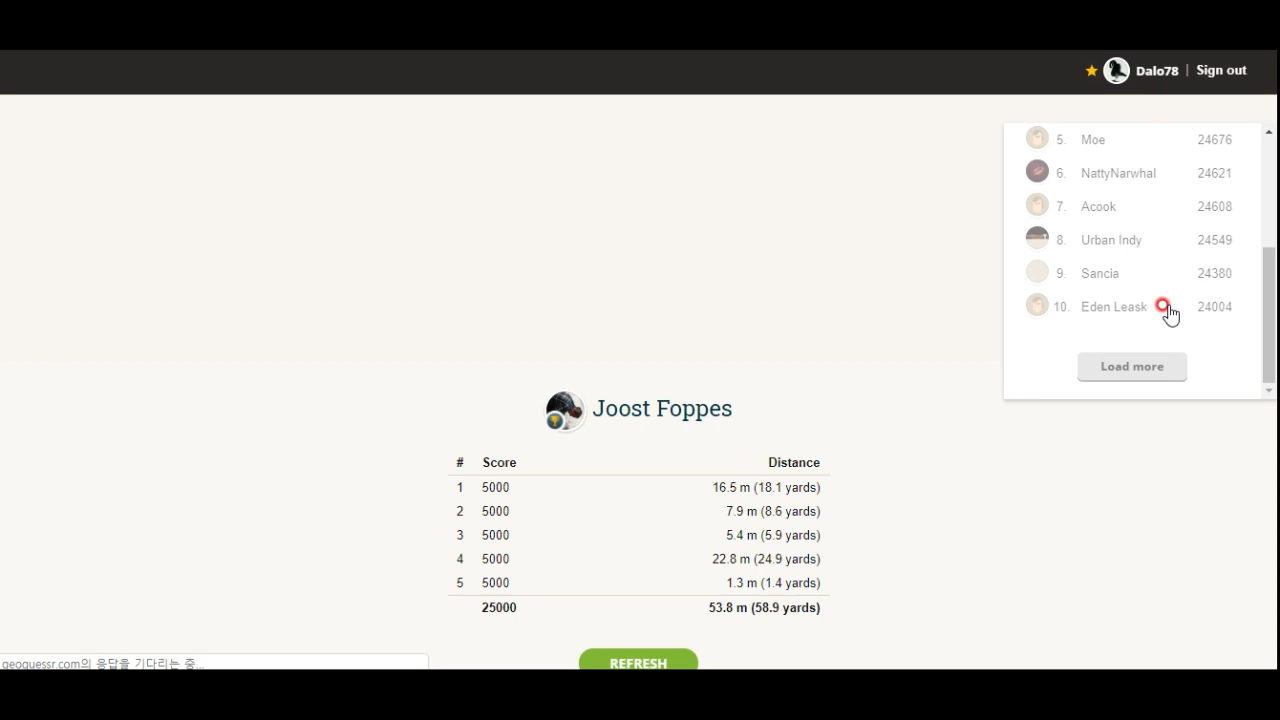 Dalo78 | Sign out
5. Moe 24676
6. NattyNarwhal 24621
7. Acook 24608
8. Urban Indy 24549
9. Sancia 24380
10. Eden Leask 24004
Load more
Joost Foppes
# Score Distance
1 5000 16.5 m (18.1 yards)
2 5000 7.9 m (8.6 yards)
3 5000 5.4 m (5.9 yards)
4 5000 22.8 m (24.9 yards)
5 5000 1.3 m (1.4 yards)
25000 53.8 m (58.9 yards)
geoguessr.com의 응답을 기다리는 중...
REFRESH